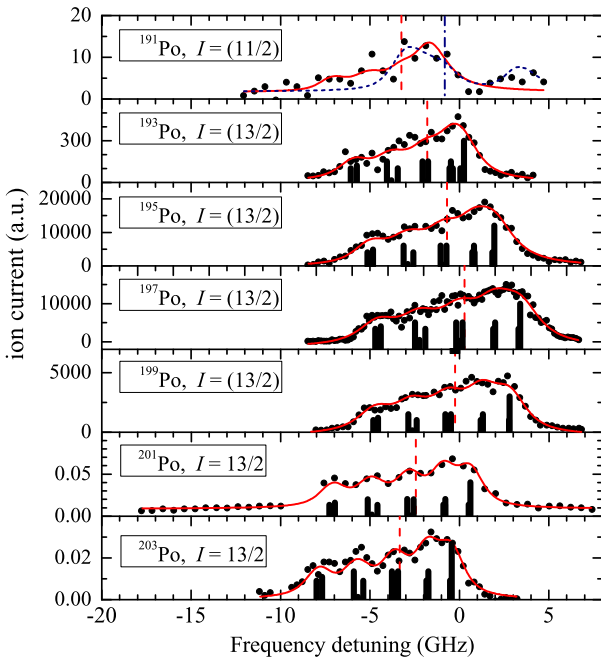 20
¹⁹¹Po, I = (11/2)
10
0
¹⁹³Po, I = (13/2)
300
0
20000
¹⁹⁵Po, I = (13/2)
10000
0
¹⁹⁷Po, I = (13/2)
10000
0
ion current (a.u.)
¹⁹⁹Po, I = (13/2)
5000
0
²⁰¹Po, I = 13/2
0.05
0.00
²⁰³Po, I = 13/2
0.02
0.00
-20 -15 -10 -5 0 5
Frequency detuning (GHz)